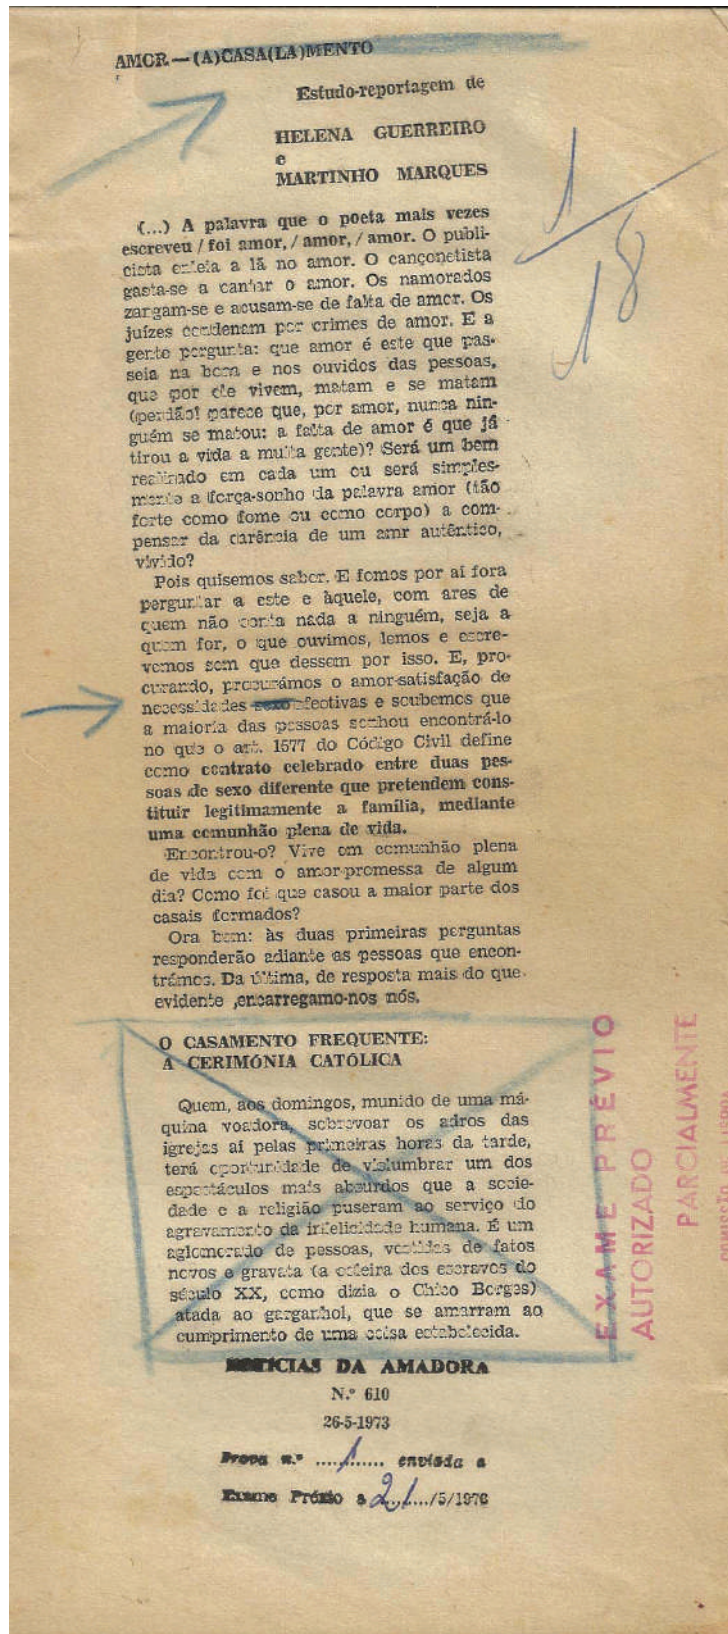 AMOR — (A)CASA(LA)MENTO
Estudo-reportagem de
HELENA GUERREIRO
e
MARTINHO MARQUES
1/18
(...) A palavra que o poeta mais vezes
escreveu / foi amor, / amor, / amor. O publi-
cista enleia a lã no amor. O cançonetista
gasta-se a cantar o amor. Os namorados
zangam-se e acusam-se de falta de amor. Os
juízes condenam por crimes de amor. E a
gente pergunta: que amor é este que pas-
seia na boca e nos ouvidos das pessoas,
que por ele vivem, matam e se matam
(perdão! parece que, por amor, nunca nin-
guém se matou: a falta de amor é que já
tirou a vida a muita gente)? Será um bem
realizado em cada um ou será simples-
mente a força-sonho da palavra amor (tão
forte como fome ou como corpo) a com-
pensar da carência de um amr autêntico,
vivido?
Pois quisemos saber. E fomos por aí fora
perguntar a este e àquele, com ares de
quem não conta nada a ninguém, seja a
quem for, o que ouvimos, lemos e escre-
vemos sem que dessem por isso. E, pro-
curando, procurámos o amor-satisfação de
necessidades sexo-afectivas e soubemos que
a maioria das pessoas sonhou encontrá-lo
no que o art. 1577 do Código Civil define
como contrato celebrado entre duas pes-
soas de sexo diferente que pretendem cons-
tituir legitimamente a família, mediante
uma comunhão plena de vida.
Encontrou-o? Vive em comunhão plena
de vida com o amor-promessa de algum
dia? Como foi que casou a maior parte dos
casais formados?
Ora bem: às duas primeiras perguntas
responderão adiante as pessoas que encon-
trámos. Da última, de resposta mais do que
evidente ,encarregamo-nos nós.
O CASAMENTO FREQUENTE:
A CERIMÓNIA CATÓLICA
Quem, aos domingos, munido de uma má-
quina voadora, sobrevoar os adros das
igrejas aí pelas primeiras horas da tarde,
terá oportunidade de vislumbrar um dos
espectáculos mais absurdos que a socie-
dade e a religião puseram ao serviço do
agravamento da infelicidade humana. É um
aglomerado de pessoas, vestidas de fatos
novos e gravata (a coleira dos escravos do
século XX, como dizia o Chico Borges)
atada ao garganhol, que se amarram ao
cumprimento de uma coisa estabelecida.
NOTÍCIAS DA AMADORA
N.º 610
26-5-1973
Prova n.º ....1.... enviada a
Exame Prévio a 21/5/1973
EXAME PRÉVIO
AUTORIZADO
PARCIALMENTE
COMISSÃO DE LISBOA